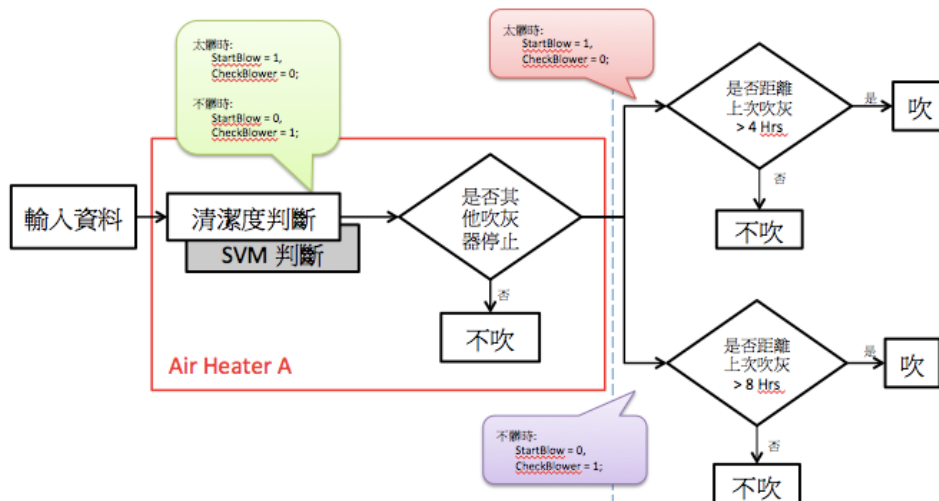 太髒時:
StartBlow = 1,
CheckBlower = 0;
不髒時:
StartBlow = 0,
CheckBlower = 1;
太髒時:
StartBlow = 1,
CheckBlower = 0;
是否距離
上次吹灰
> 4 Hrs
是
吹
否
不吹
輸入資料
清潔度判斷
SVM 判斷
是否其
他吹灰
器停止
否
不吹
Air Heater A
是否距離
上次吹灰
> 8 Hrs
是
吹
否
不吹
不髒時:
StartBlow = 0,
CheckBlower = 1;